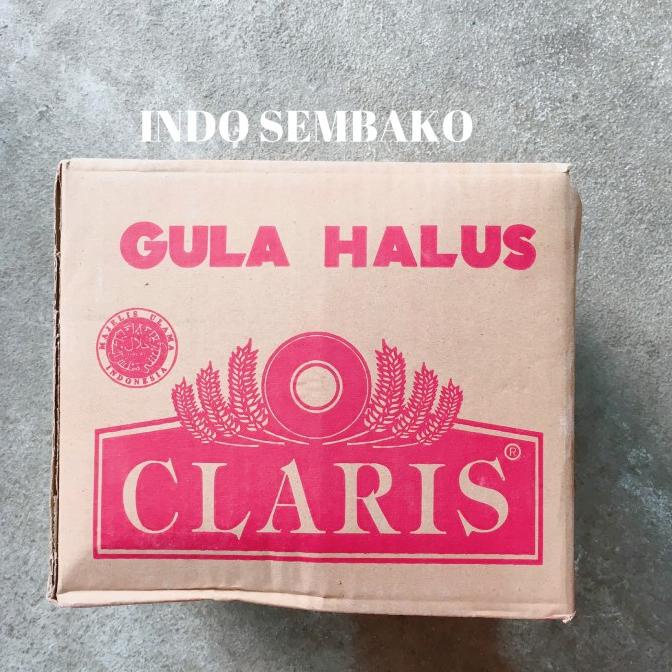 INDO SEMBAKO
GULA HALUS
MAJELIS ULAMA
INDONESIA
CLARIS®